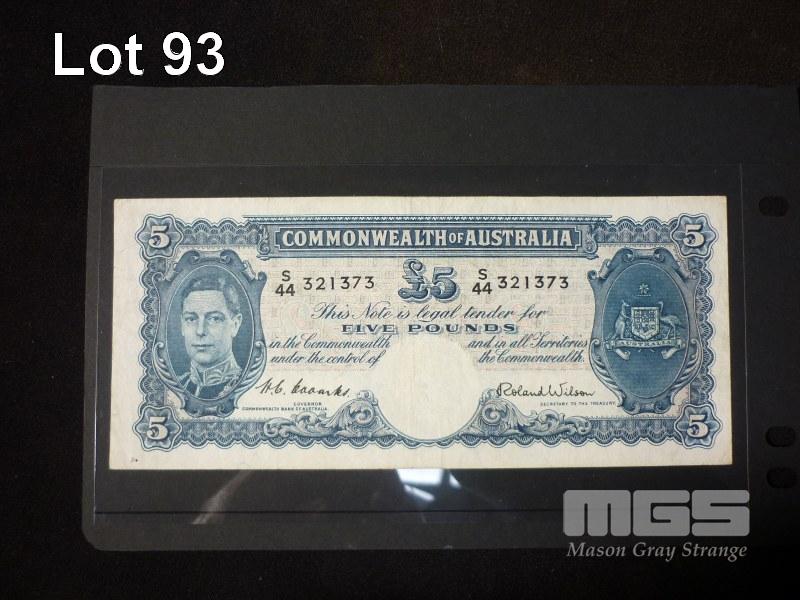 Lot 93
5
COMMONWEALTH OF AUSTRALIA
5
S/44 321373
£5
S/44 321373
This Note is legal tender for
FIVE POUNDS
in the Commonwealth and in all Territories
under the control of the Commonwealth.
Roland Wilson
GOVERNOR
COMMONWEALTH BANK OF AUSTRALIA.
SECRETARY TO THE TREASURY.
AUSTRALIA
5
5
MGS
Mason Gray Strange